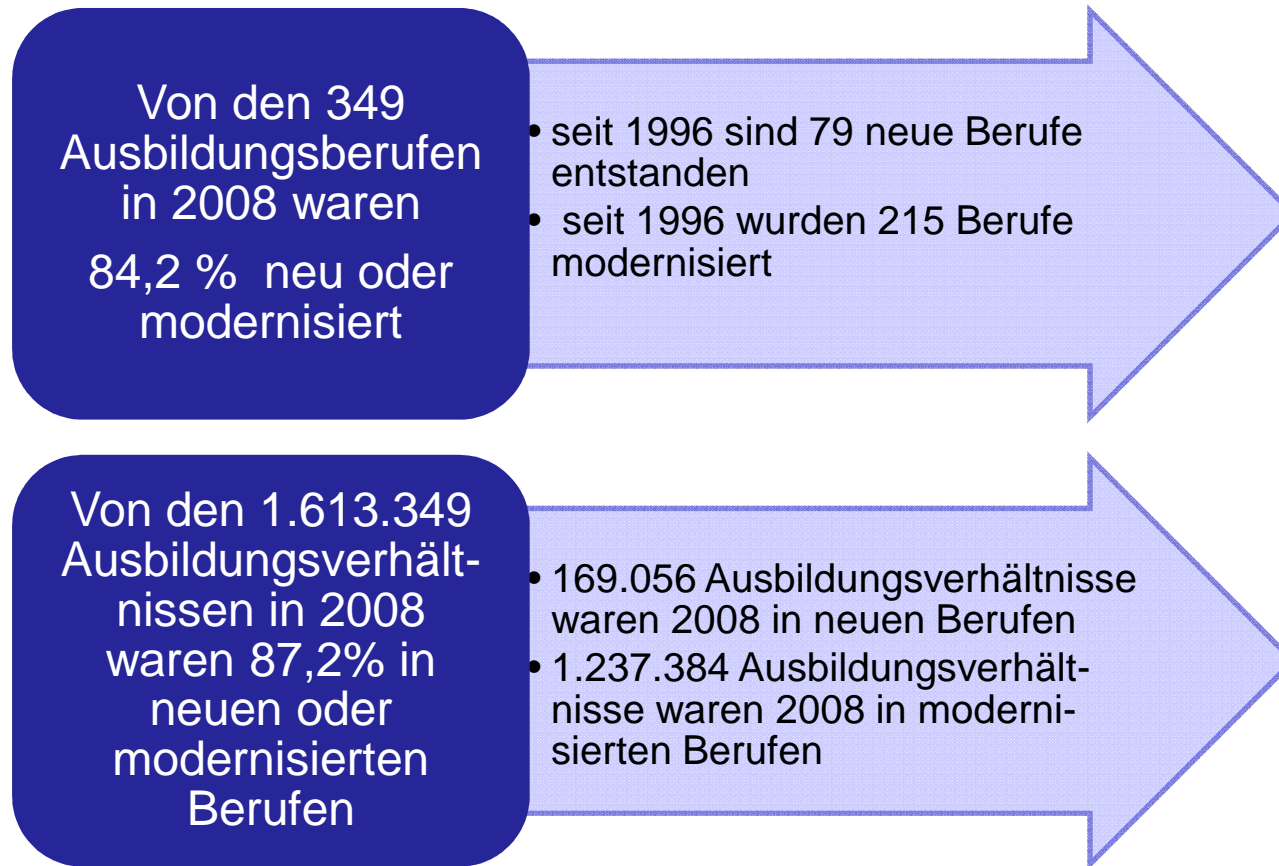 Von den 349
Ausbildungsberufen
in 2008 waren
84,2 % neu oder
modernisiert
• seit 1996 sind 79 neue Berufe
entstanden
• seit 1996 wurden 215 Berufe
modernisiert
Von den 1.613.349
Ausbildungsverhält-
nissen in 2008
waren 87,2% in
neuen oder
modernisierten
Berufen
• 169.056 Ausbildungsverhältnisse
waren 2008 in neuen Berufen
• 1.237.384 Ausbildungsverhält-
nisse waren 2008 in moderni-
sierten Berufen